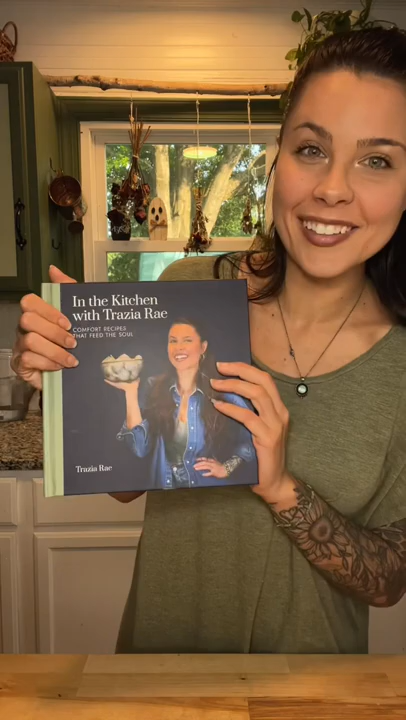 In the Kitchen
with Trazia Rae
COMFORT RECIPES
THAT FEED THE SOUL
Trazia Rae